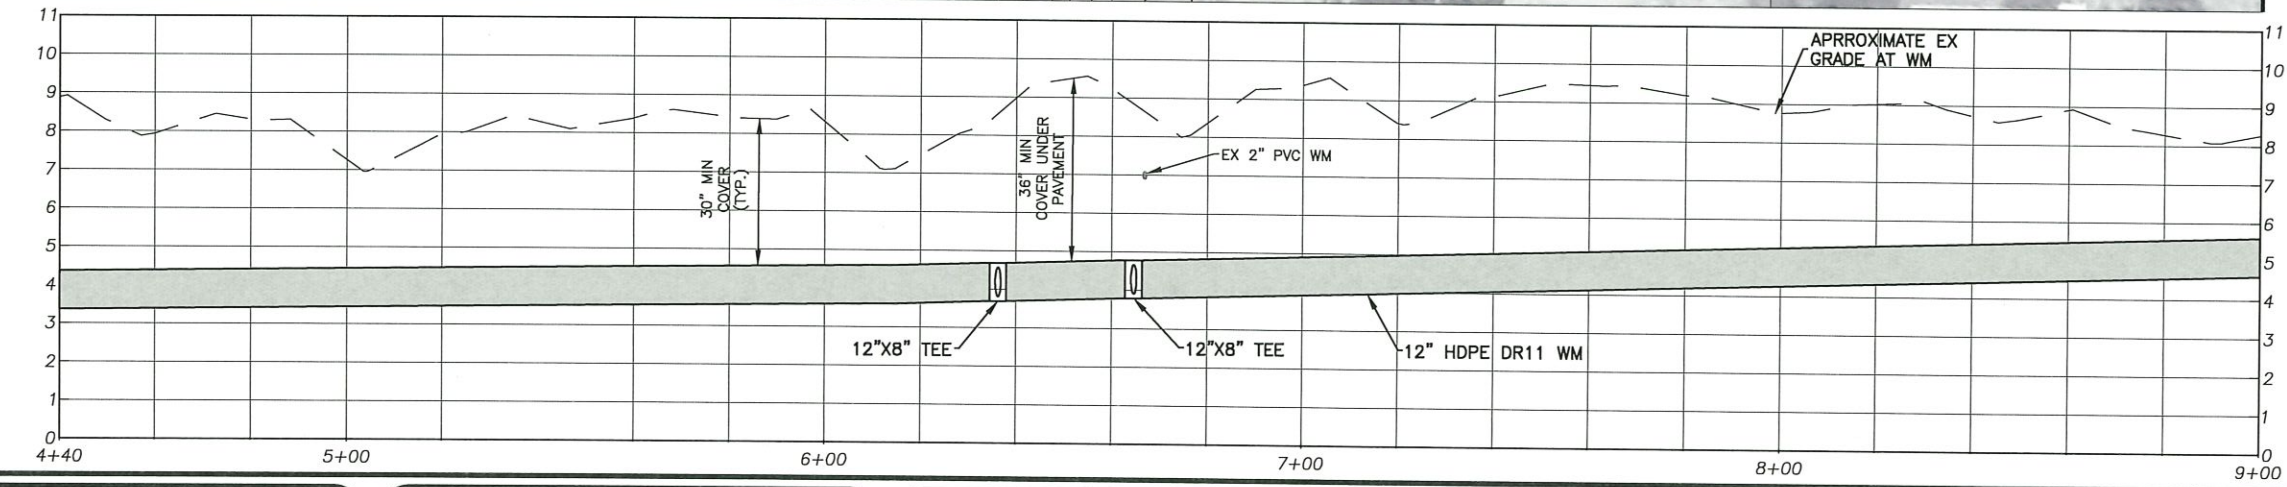 11
10
9
8
7
6
5
4
3
2
1
0
APRROXIMATE EX
GRADE AT WM
30" MIN
COVER
(TYP.)
36" MIN
COVER UNDER
PAVEMENT
EX 2" PVC WM
12"X8" TEE
12"X8" TEE
12" HDPE DR11 WM
11
10
9
8
7
6
5
4
3
2
1
0
4+40
5+00
6+00
7+00
8+00
9+00